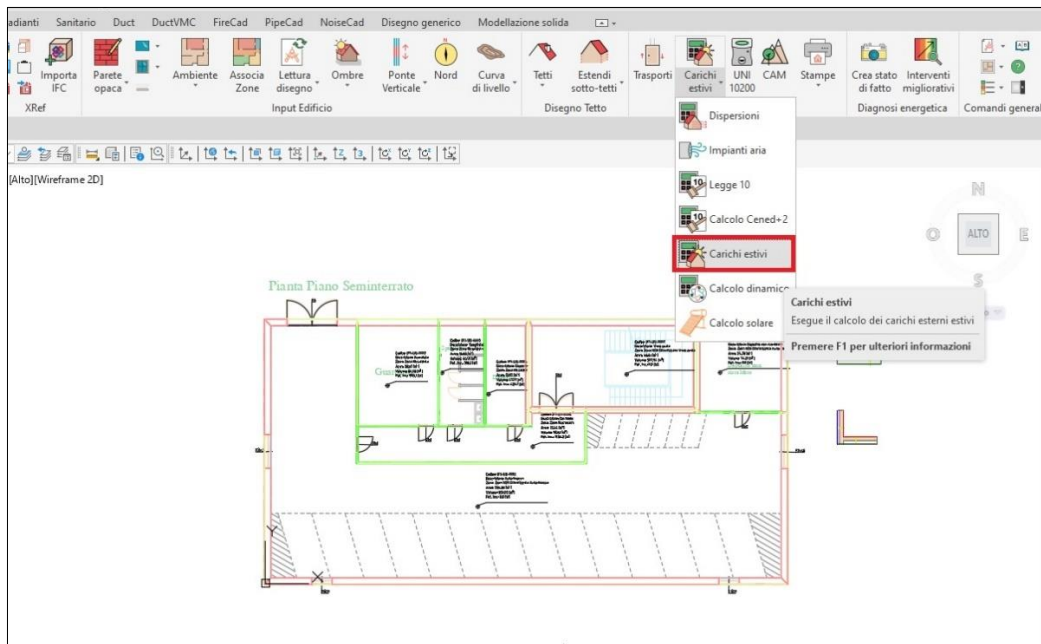 adianti Sanitario Duct DuctVMC FireCad PipeCad NoiseCad Disegno generico Modellazione solida
Importa IFC
Parete opaca
Ambiente
Associa Zone
Lettura disegno
Ombre
Ponte Verticale
Nord
Curva di livello
Tetti
Estendi sotto-tetti
Trasporti
Carichi estivi
UNI 10200
CAM
Stampe
Crea stato di fatto
Interventi migliorativi
XRef
Input Edificio
Disegno Tetto
Diagnosi energetica
Comandi general
Dispersioni
Impianti aria
Legge 10
Calcolo Cened+2
Carichi estivi
Calcolo dinamico
Calcolo solare
Carichi estivi
Esegue il calcolo dei carichi esterni estivi
Premere F1 per ulteriori informazioni
[Alto][Wireframe 2D]
N
O
ALTO
E
S
Pianta Piano Seminterrato
Y
X